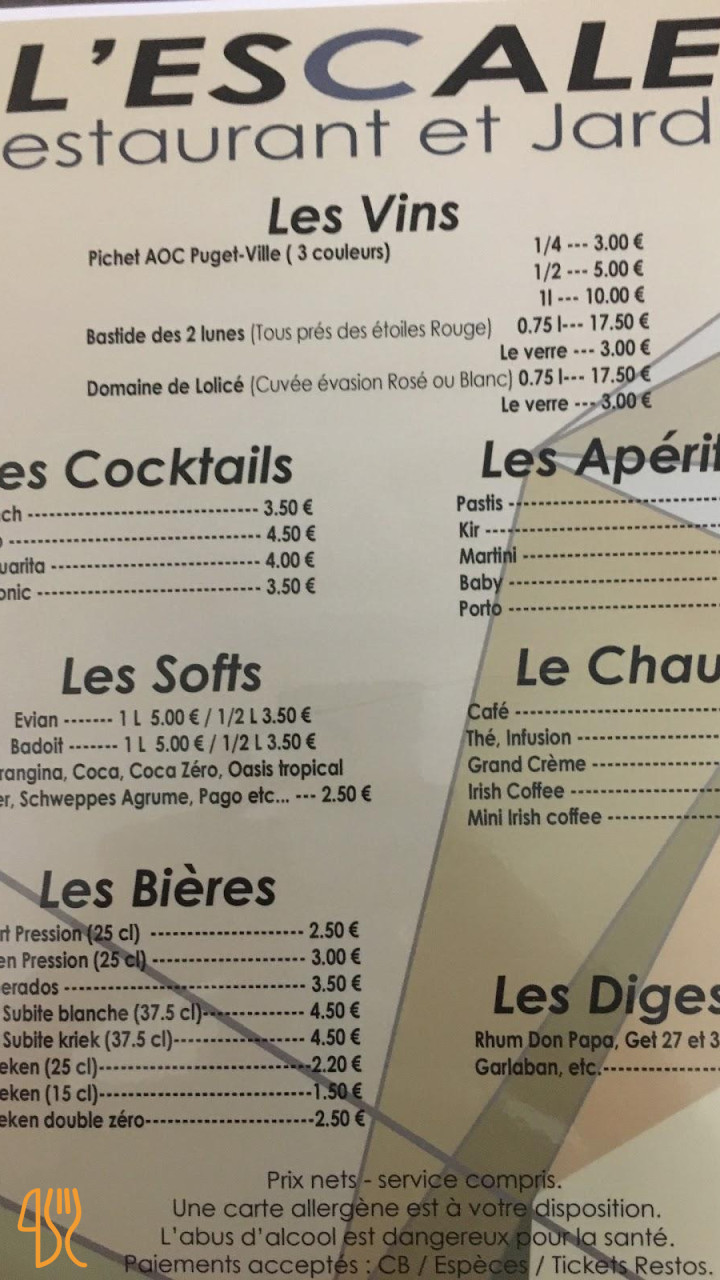 L'ESCALE
estaurant et Jard
Les Vins
Pichet AOC Puget-Ville ( 3 couleurs) 1/4 --- 3.00 €
1/2 --- 5.00 €
1l --- 10.00 €
Bastide des 2 lunes (Tous prés des étoiles Rouge) 0.75 l--- 17.50 €
Le verre --- 3.00 €
Domaine de Lolicé (Cuvée évasion Rosé ou Blanc) 0.75 l--- 17.50 €
Le verre --- 3.00 €
es Cocktails
ch ---------------------------- 3.50 €
------------------------------- 4.50 €
uarita ------------------------- 4.00 €
onic --------------------------- 3.50 €
Les Apérit
Pastis -----------------------
Kir --------------------------
Martini ----------------------
Baby ------------------------
Porto ------------------------
Les Softs
Evian ------- 1 L 5.00 € / 1/2 L 3.50 €
Badoit ------- 1 L 5.00 € / 1/2 L 3.50 €
rangina, Coca, Coca Zéro, Oasis tropical
er, Schweppes Agrume, Pago etc... --- 2.50 €
Le Chau
Café -----------------------
Thé, Infusion ----------------
Grand Crème --------------
Irish Coffee -----------------
Mini Irish coffee ------------
Les Bières
rt Pression (25 cl) -------------------- 2.50 €
en Pression (25 cl) -------------------- 3.00 €
erados -------------------------------- 3.50 €
Subite blanche (37.5 cl)-------------- 4.50 €
Subite kriek (37.5 cl)----------------- 4.50 €
eken (25 cl)----------------------------2.20 €
eken (15 cl)----------------------------1.50 €
eken double zéro----------------------2.50 €
Les Diges
Rhum Don Papa, Get 27 et 3
Garlaban, etc.---------------
Prix nets - service compris.
Une carte allergène est à votre disposition.
L'abus d'alcool est dangereux pour la santé.
Paiements acceptés : CB / Espèces / Tickets Restos.